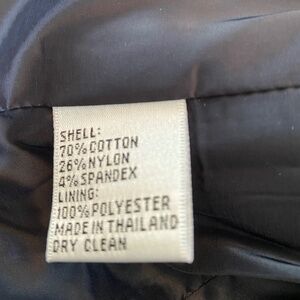 SHELL:
70%COTTON
26%NYLON
4%SPANDEX
LINING:
100%POLYESTER
MADE IN THAILAND
DRY CLEAN